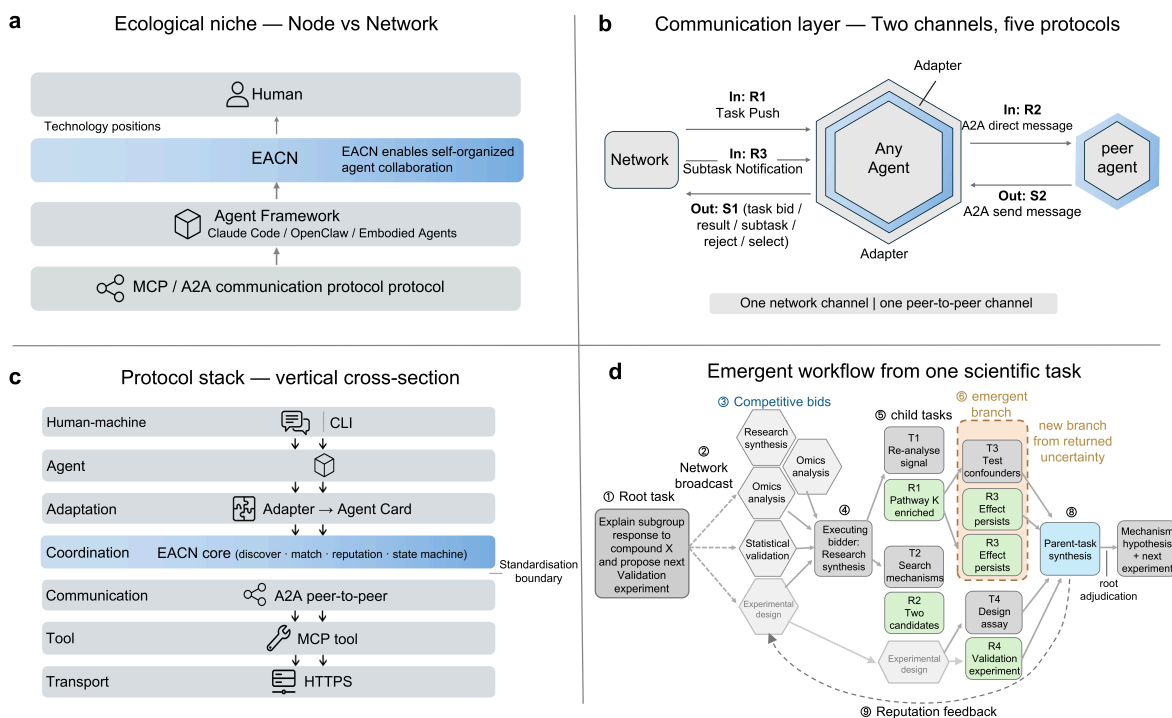 a
Ecological niche — Node vs Network
Human
Technology positions
EACN
EACN enables self-organized
agent collaboration
Agent Framework
Claude Code / OpenClaw / Embodied Agents
MCP / A2A communication protocol protocol
b
Communication layer — Two channels, five protocols
Adapter
In: R1
Task Push
Network
In: R3
Subtask Notification
Out: S1 (task bid /
result / subtask /
reject / select)
Any
Agent
Adapter
In: R2
A2A direct message
Out: S2
A2A send message
peer
agent
One network channel | one peer-to-peer channel
c
Protocol stack — vertical cross-section
Human-machine
CLI
Agent
Adaptation
Adapter → Agent Card
Coordination
EACN core (discover · match · reputation · state machine)
Standardisation
boundary
Communication
A2A peer-to-peer
Tool
MCP tool
Transport
HTTPS
d
Emergent workflow from one scientific task
① Root task
Explain subgroup
response to
compound X
and propose next
Validation
experiment
②
Network
broadcast
③ Competitive bids
Research
synthesis
Omics
analysis
Omics
analysis
Statistical
validation
Experimental
design
④
Executing
bidder:
Research
synthesis
⑤ child tasks
T1
Re-analyse
signal
R1
Pathway K
enriched
T2
Search
mechanisms
R2
Two
candidates
Experimental
design
⑥ emergent
branch
new branch
from returned
uncertainty
T3
Test
confounders
R3
Effect
persists
R3
Effect
persists
T4
Design
assay
R4
Validation
experiment
⑧
Parent-task
synthesis
root
adjudication
Mechanism
hypothesis
+ next
experiment
⑨ Reputation feedback